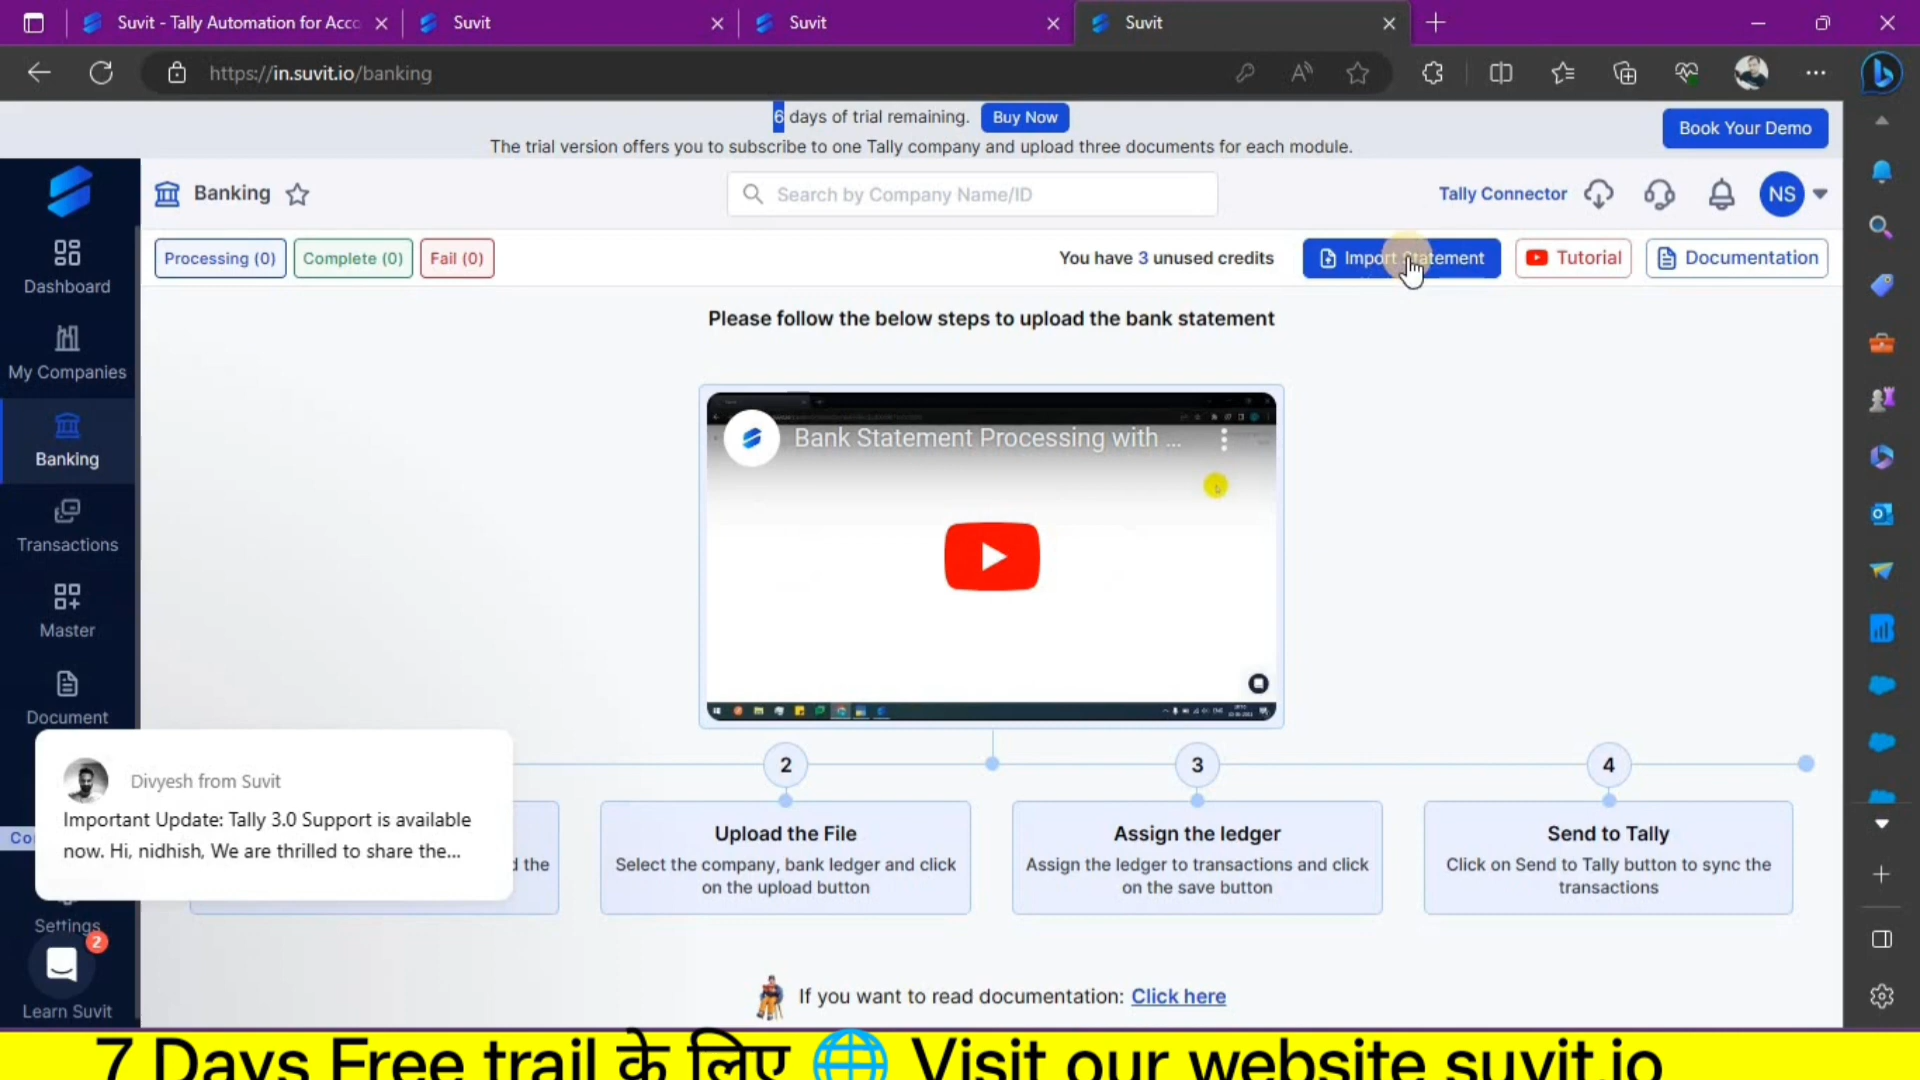 Suvit - Tally Automation for Acco
Suvit
Suvit
Suvit
https://in.suvit.io/banking
6 days of trial remaining. Buy Now
The trial version offers you to subscribe to one Tally company and upload three documents for each module.
Book Your Demo
Banking
Search by Company Name/ID
Tally Connector
NS
Processing (0)
Complete (0)
Fail (0)
You have 3 unused credits
Import Statement
Tutorial
Documentation
Dashboard
My Companies
Banking
Transactions
Master
Document
Settings
2
Learn Suvit
Please follow the below steps to upload the bank statement
Bank Statement Processing with ...
Divyesh from Suvit
Important Update: Tally 3.0 Support is available
now. Hi, nidhish, We are thrilled to share the...
the
2
Upload the File
Select the company, bank ledger and click
on the upload button
3
Assign the ledger
Assign the ledger to transactions and click
on the save button
4
Send to Tally
Click on Send to Tally button to sync the
transactions
If you want to read documentation: Click here
7 Days Free trail के लिए Visit our website suvit.io